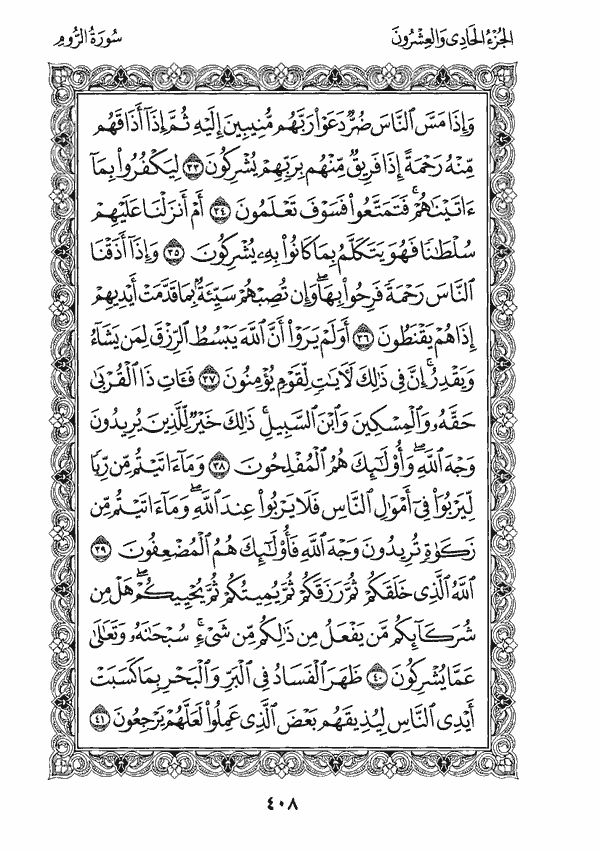 الجُزْءُ الحَادِي وَالعِشْرُونَ
سُورَةُ الرُّومِ
وَإِذَا مَسَّ ٱلنَّاسَ ضُرٌّ دَعَوْا۟ رَبَّهُم مُّنِيبِينَ إِلَيْهِ ثُمَّ إِذَآ أَذَاقَهُم
مِّنْهُ رَحْمَةً إِذَا فَرِيقٌ مِّنْهُم بِرَبِّهِمْ يُشْرِكُونَ ٣٣ لِيَكْفُرُوا۟ بِمَآ
ءَاتَيْنَٰهُمْ ۚ فَتَمَتَّعُوا۟ فَسَوْفَ تَعْلَمُونَ ٣٤ أَمْ أَنزَلْنَا عَلَيْهِمْ
سُلْطَٰنًا فَهُوَ يَتَكَلَّمُ بِمَا كَانُوا۟ بِهِۦ يُشْرِكُونَ ٣٥ وَإِذَآ أَذَقْنَا
ٱلنَّاسَ رَحْمَةً فَرِحُوا۟ بِهَا ۖ وَإِن تُصِبْهُمْ سَيِّئَةٌۢ بِمَا قَدَّمَتْ أَيْدِيهِمْ
إِذَا هُمْ يَقْنَطُونَ ٣٦ أَوَلَمْ يَرَوْا۟ أَنَّ ٱللَّهَ يَبْسُطُ ٱلرِّزْقَ لِمَن يَشَآءُ
وَيَقْدِرُ ۚ إِنَّ فِى ذَٰلِكَ لَءَايَٰتٍ لِّقَوْمٍ يُؤْمِنُونَ ٣٧ فَـَٔاتِ ذَا ٱلْقُرْبَىٰ
حَقَّهُۥ وَٱلْمِسْكِينَ وَٱبْنَ ٱلسَّبِيلِ ۚ ذَٰلِكَ خَيْرٌ لِّلَّذِينَ يُرِيدُونَ
وَجْهَ ٱللَّهِ ۖ وَأُو۟لَٰٓئِكَ هُمُ ٱلْمُفْلِحُونَ ٣٨ وَمَآ ءَاتَيْتُم مِّن رِّبًا
لِّيَرْبُوَا۟ فِىٓ أَمْوَٰلِ ٱلنَّاسِ فَلَا يَرْبُوا۟ عِندَ ٱللَّهِ ۖ وَمَآ ءَاتَيْتُم مِّن
زَكَوٰةٍ تُرِيدُونَ وَجْهَ ٱللَّهِ فَأُو۟لَٰٓئِكَ هُمُ ٱلْمُضْعِفُونَ ٣٩
ٱللَّهُ ٱلَّذِى خَلَقَكُمْ ثُمَّ رَزَقَكُمْ ثُمَّ يُمِيتُكُمْ ثُمَّ يُحْيِيكُمْ ۖ هَلْ مِن
شُرَكَآئِكُم مَّن يَفْعَلُ مِن ذَٰلِكُم مِّن شَىْءٍ ۚ سُبْحَٰنَهُۥ وَتَعَٰلَىٰ
عَمَّا يُشْرِكُونَ ٤٠ ظَهَرَ ٱلْفَسَادُ فِى ٱلْبَرِّ وَٱلْبَحْرِ بِمَا كَسَبَتْ
أَيْدِى ٱلنَّاسِ لِيُذِيقَهُم بَعْضَ ٱلَّذِى عَمِلُوا۟ لَعَلَّهُمْ يَرْجِعُونَ ٤١
٤٠٨